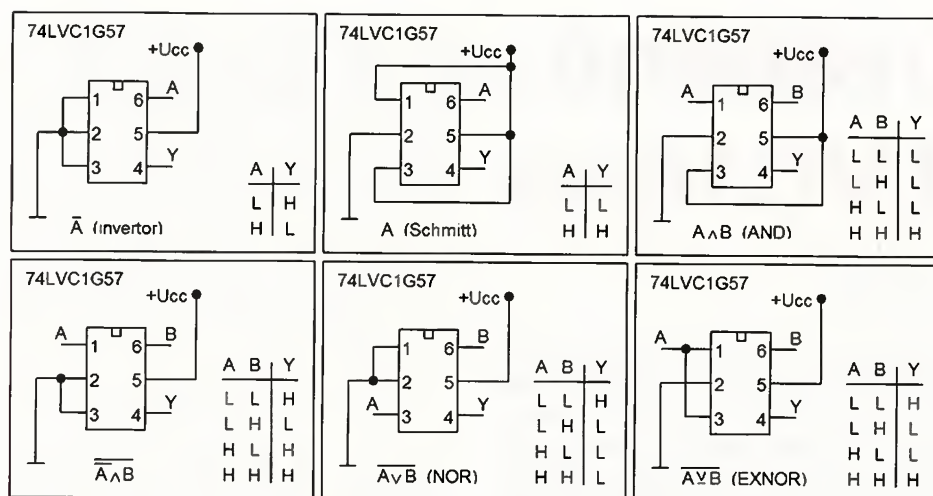 74LVC1G57
+Ucc
1 6 A
2 5
3 4 Y
A Y
L H
H L
A̅ (invertor)
74LVC1G57
+Ucc
1 6 A
2 5
3 4 Y
A Y
L L
H H
A (Schmitt)
74LVC1G57
+Ucc
A 1 6 B
2 5
3 4 Y
A B Y
L L L
L H L
H L L
H H H
A∧B (AND)
74LVC1G57
+Ucc
A 1 6 B
2 5
3 4 Y
A B Y
L L H
L H L
H L H
H H H
A̅∧B
74LVC1G57
+Ucc
1 6 B
2 5
A 3 4 Y
A B Y
L L H
L H L
H L L
H H L
A∨B (NOR)
74LVC1G57
+Ucc
A 1 6 B
2 5
3 4 Y
A B Y
L L H
L H L
H L L
H H H
A⊻B (EXNOR)